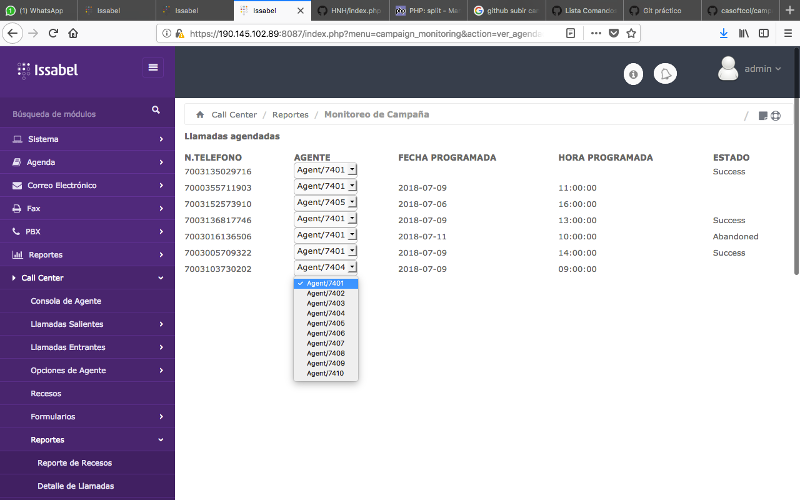 (1) WhatsApp
Issabel
Issabel
Issabel
HNH/index.php
PHP: split - Ma
github subir car
Lista Comandos
Git práctico
casoftcol/camp
https://190.145.102.89:8087/index.php?menu=campaign_monitoring&action=ver_agenda
Issabel
admin
Búsqueda de módulos
Call Center / Reportes / Monitoreo de Campaña
Sistema
Agenda
Correo Electrónico
Fax
PBX
Reportes
Call Center
Consola de Agente
Llamadas Salientes
Llamadas Entrantes
Opciones de Agente
Recesos
Formularios
Reportes
Reporte de Recesos
Detalle de Llamadas
Llamadas agendadas
N.TELEFONO AGENTE FECHA PROGRAMADA HORA PROGRAMADA ESTADO
7003135029716 Agent/7401 Success
7000355711903 Agent/7401 2018-07-09 11:00:00
7003152573910 Agent/7405 2018-07-06 16:00:00
7003136817746 Agent/7401 2018-07-09 13:00:00 Success
7003016136506 Agent/7401 2018-07-11 10:00:00 Abandoned
7003005709322 Agent/7401 2018-07-09 14:00:00 Success
7003103730202 Agent/7404 2018-07-09 09:00:00
Agent/7401
Agent/7402
Agent/7403
Agent/7404
Agent/7405
Agent/7406
Agent/7407
Agent/7408
Agent/7409
Agent/7410